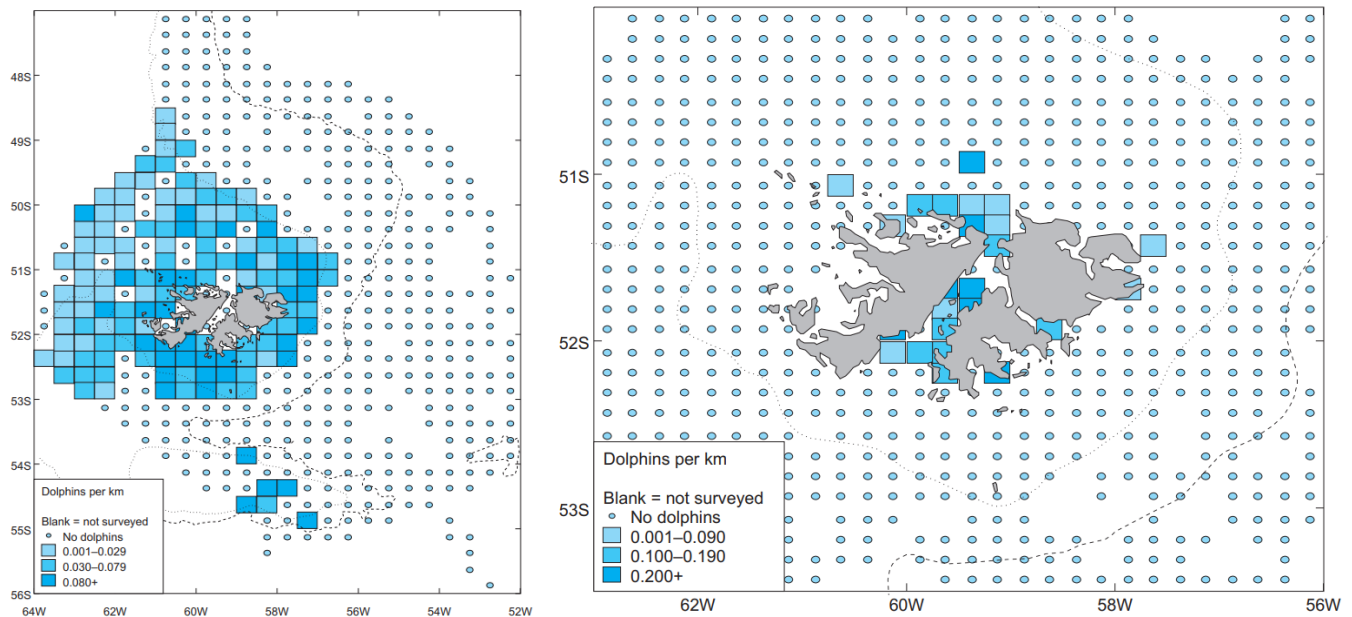 48S
49S
50S
51S
52S
53S
54S
55S
56S
Dolphins per km
Blank = not surveyed
No dolphins
0.001–0.029
0.030–0.079
0.080+
64W 62W 60W 58W 56W 54W 52W
51S
52S
53S
Dolphins per km
Blank = not surveyed
No dolphins
0.001–0.090
0.100–0.190
0.200+
62W 60W 58W 56W